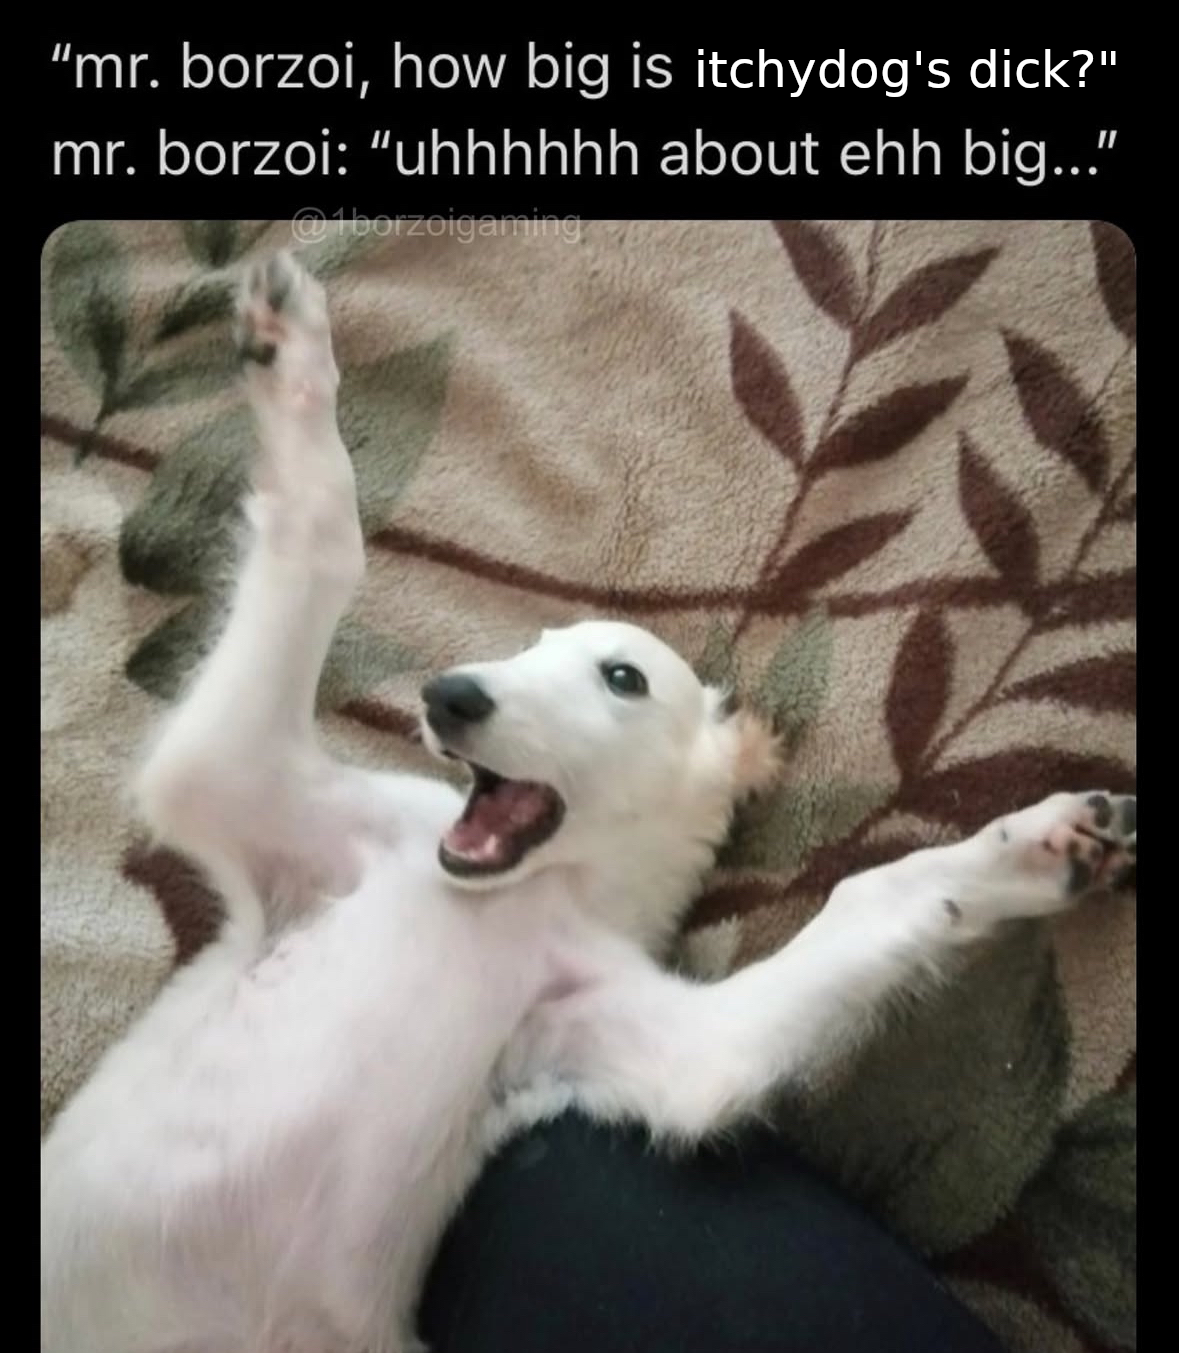 “mr. borzoi, how big is itchydog's dick?"
mr. borzoi: “uhhhhhh about ehh big...”
@1borzoigaming